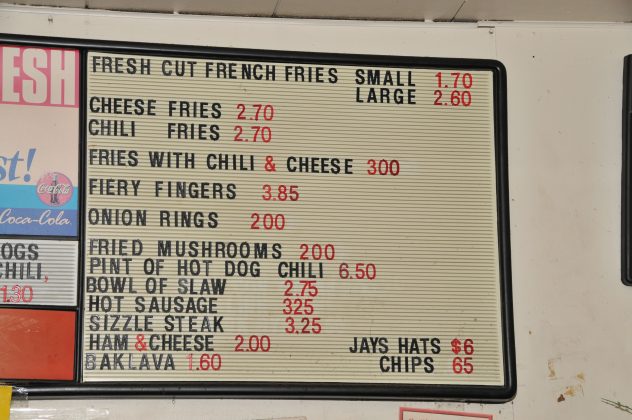 ESH
st!
Coca-Cola
Coca-Cola
OGS
CHILI,
1.30
FRESH CUT FRENCH FRIES SMALL 1.70
LARGE 2.60
CHEESE FRIES 2.70
CHILI FRIES 2.70
FRIES WITH CHILI & CHEESE 300
FIERY FINGERS 3.85
ONION RINGS 200
FRIED MUSHROOMS 200
PINT OF HOT DOG CHILI 6.50
BOWL OF SLAW 2.75
HOT SAUSAGE 325
SIZZLE STEAK 3,25
HAM &CHEESE 2.00 JAYS HATS $6
BAKLAVA 1.60 CHIPS 65